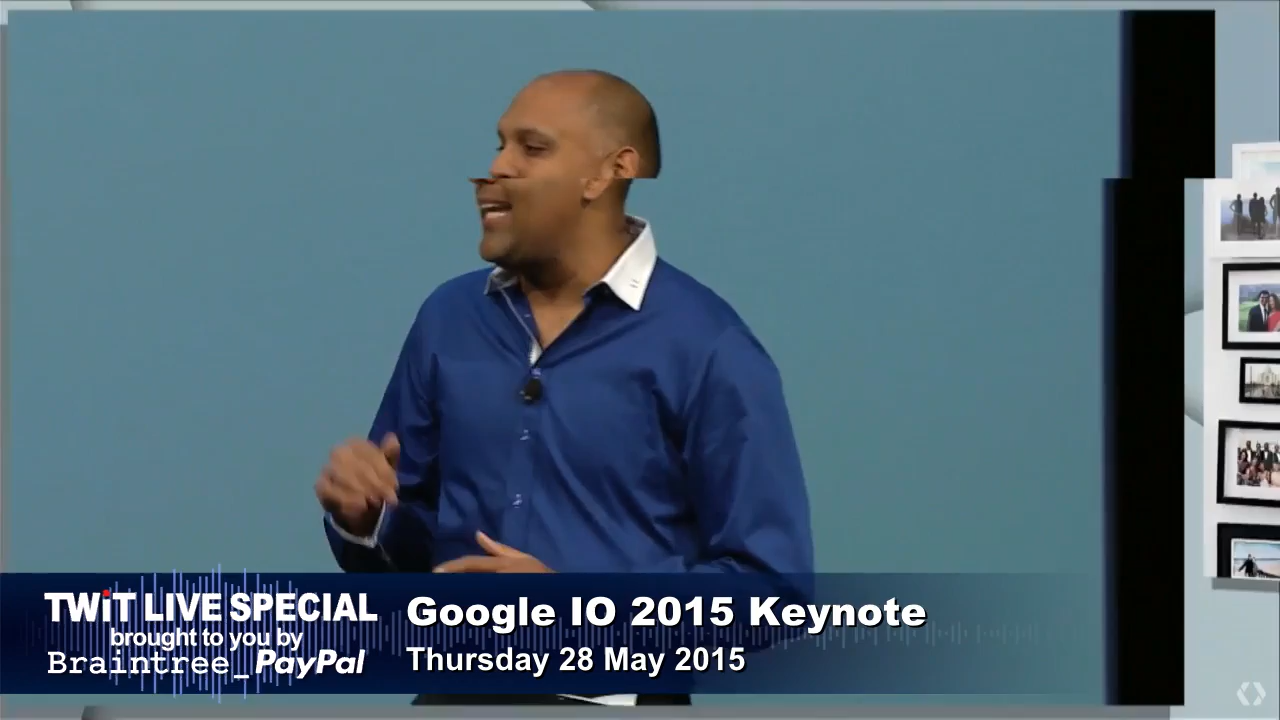 TWiT LIVE SPECIAL
brought to you by
Braintree_PayPal
Google IO 2015 Keynote
Thursday 28 May 2015